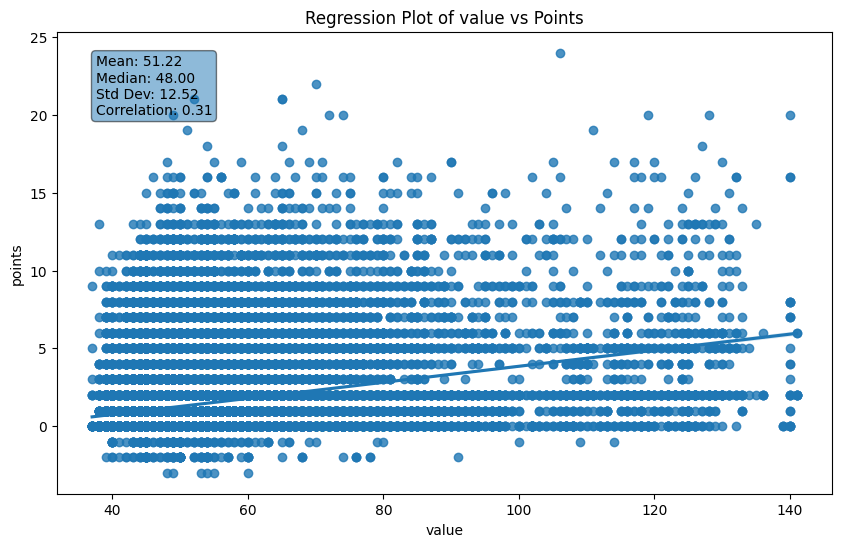 Regression Plot of value vs Points
Mean: 51.22
Median: 48.00
Std Dev: 12.52
Correlation: 0.31
25
20
15
10
5
0
points
40
60
80
100
120
140
value